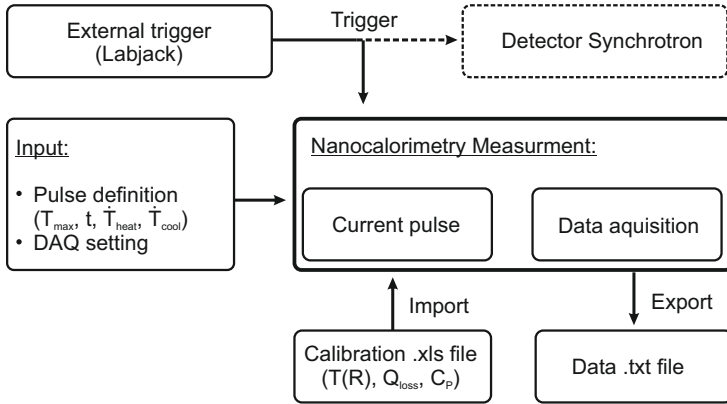 External trigger
(Labjack)
Trigger
Detector Synchrotron
Input:
• Pulse definition
(Tmax, t, Ṫheat, Ṫcool)
• DAQ setting
Nanocalorimetry Measurment:
Current pulse
Data aquisition
Import
Export
Calibration .xls file
(T(R), Qloss, CP)
Data .txt file